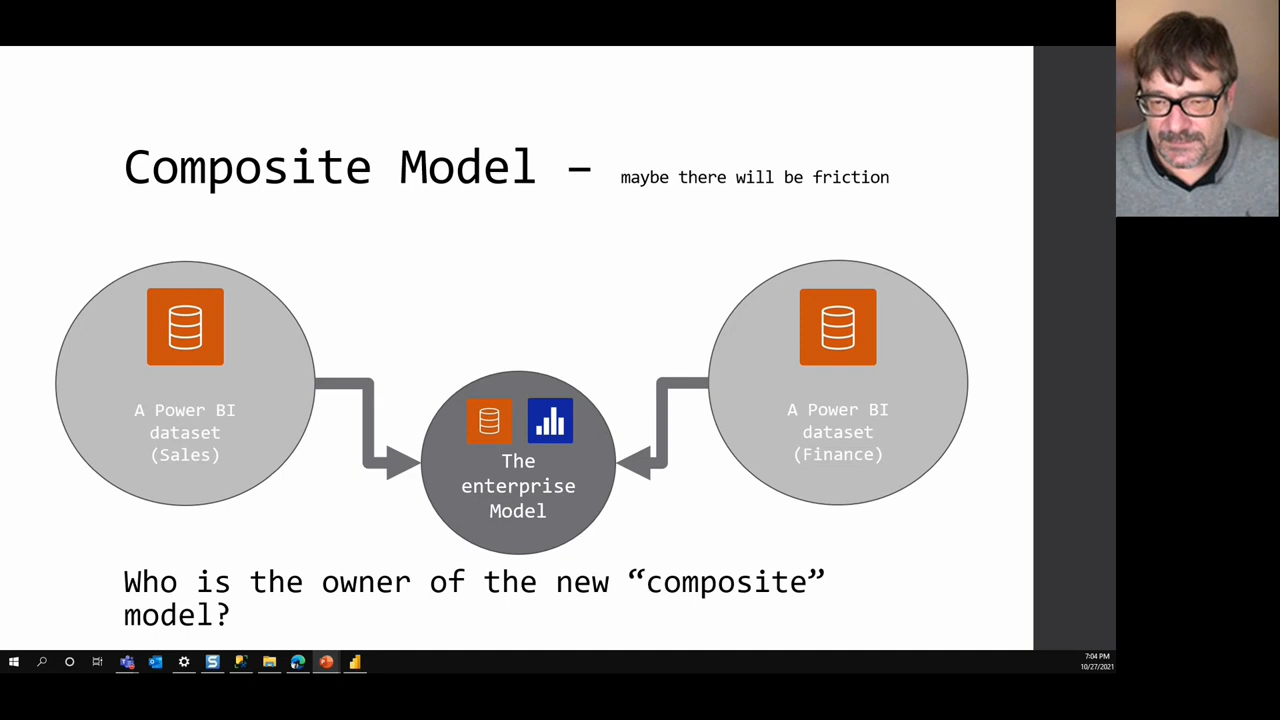 Composite Model – maybe there will be friction
A Power BI
dataset
(Sales)
The
enterprise
Model
A Power BI
dataset
(Finance)
Who is the owner of the new “composite”
model?
7:04 PM
10/27/2021